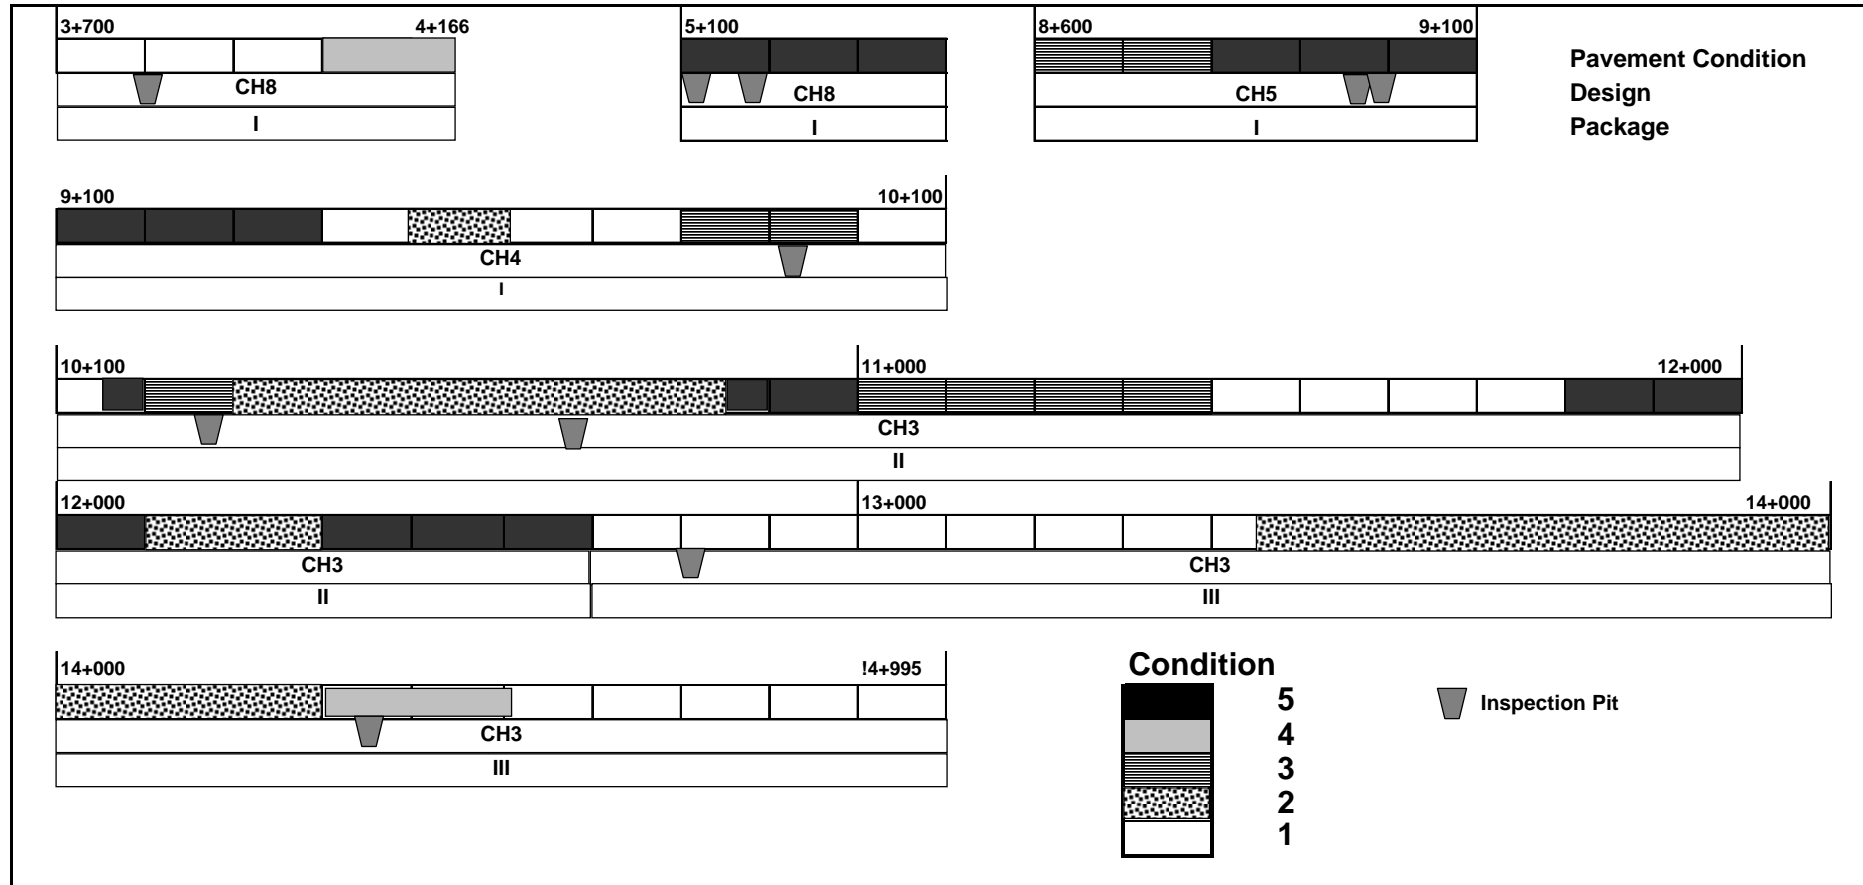 3+700 4+166 5+100 8+600 9+100
Pavement Condition
CH8 CH8 CH5 Design
I I I Package
9+100 10+100
CH4
I
10+100 11+000 12+000
CH3
II
12+000 13+000 14+000
CH3 CH3
II III
14+000 !4+995
CH3
III
Condition
5
4
3
2
1
Inspection Pit